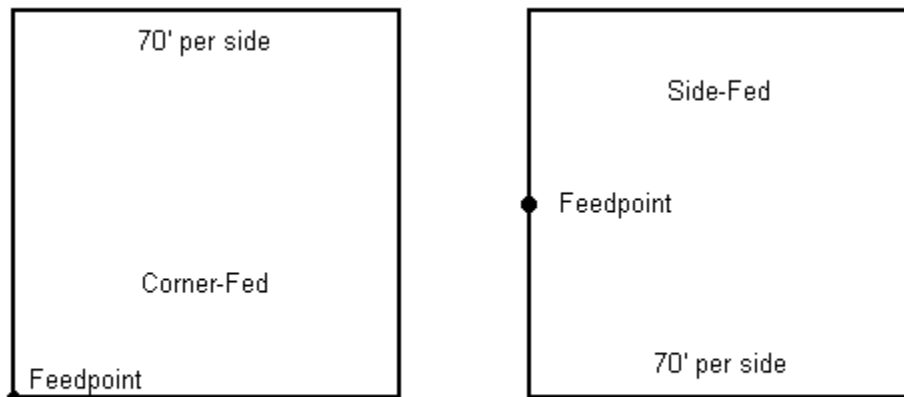 70' per side
Corner-Fed
Feedpoint
Side-Fed
Feedpoint
70' per side